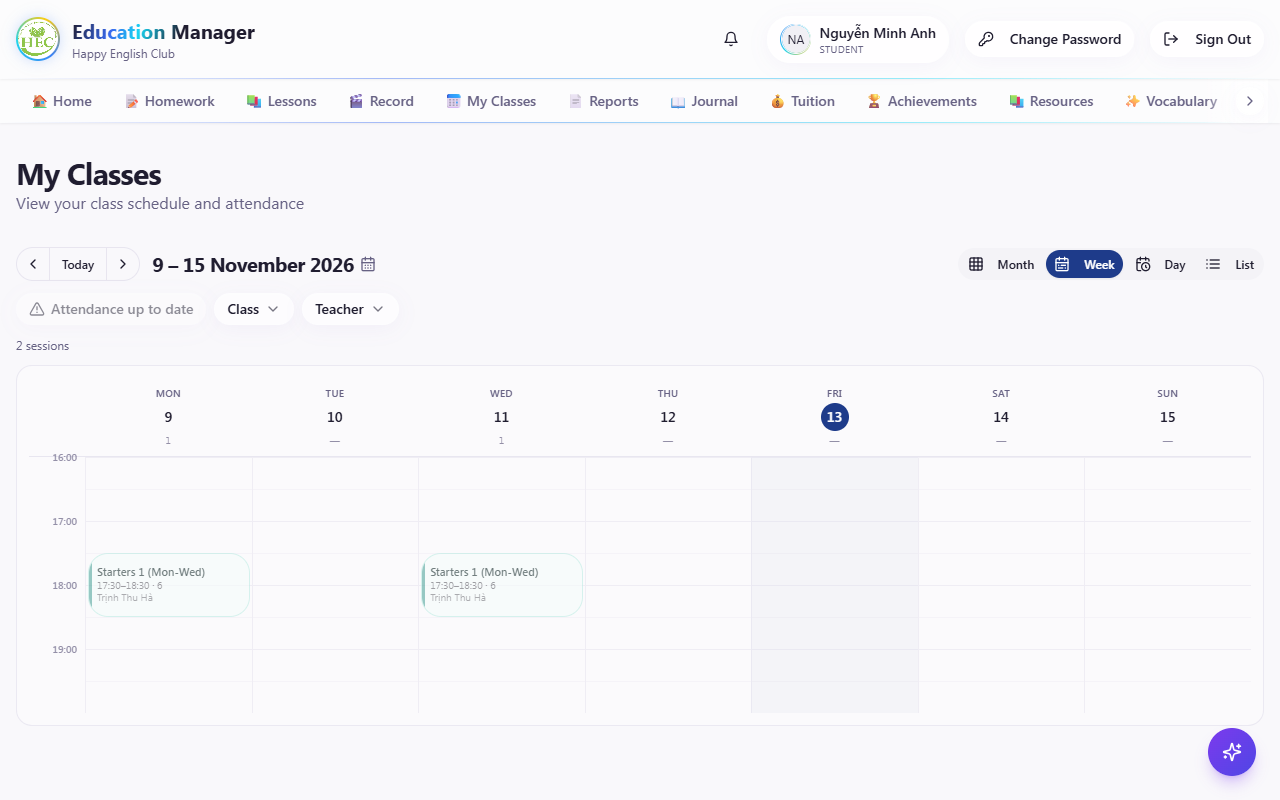 HEC
Education Manager
Happy English Club
NA
Nguyễn Minh Anh
STUDENT
Change Password
Sign Out
Home
Homework
Lessons
Record
My Classes
Reports
Journal
Tuition
Achievements
Resources
Vocabulary
My Classes
View your class schedule and attendance
Today
9 – 15 November 2026
Month
Week
Day
List
Attendance up to date
Class
Teacher
2 sessions
MON
TUE
WED
THU
FRI
SAT
SUN
9
10
11
12
13
14
15
1
—
1
—
—
—
—
16:00
17:00
18:00
19:00
Starters 1 (Mon-Wed)
17:30–18:30 · 6
Trịnh Thu Hà
Starters 1 (Mon-Wed)
17:30–18:30 · 6
Trịnh Thu Hà